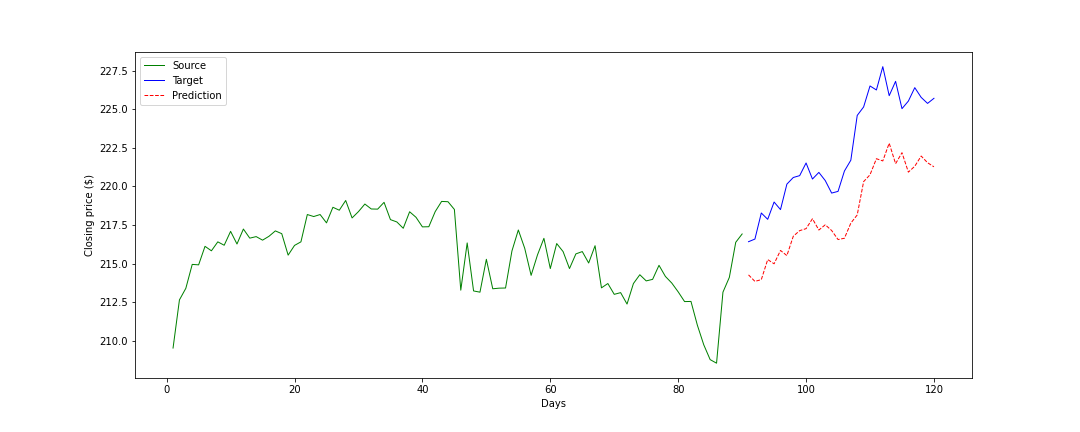 Source
Target
Prediction
227.5
225.0
222.5
220.0
217.5
215.0
212.5
210.0
Closing price ($)
0 20 40 60 80 100 120
Days